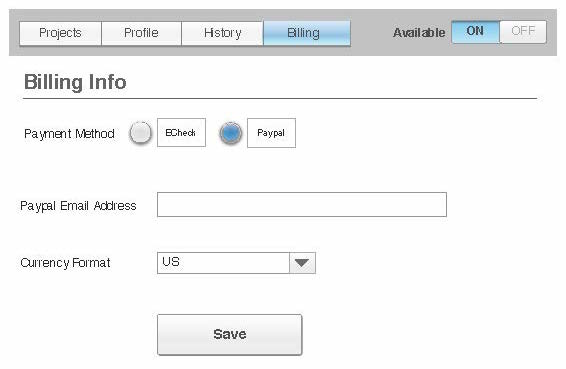 Projects Profile History Billing Available ON OFF
Billing Info
Payment Method ECheck Paypal
Paypal Email Address
Currency Format US
Save